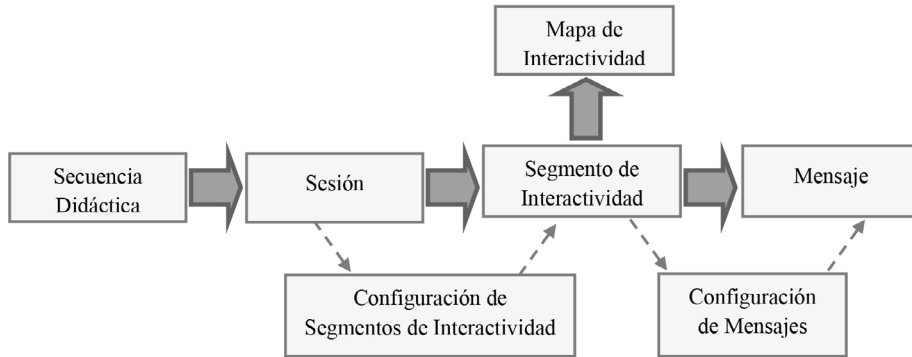 Mapa de
Interactividad
Secuencia
Didáctica
Sesión
Segmento de
Interactividad
Mensaje
Configuración de
Segmentos de Interactividad
Configuración
de Mensajes